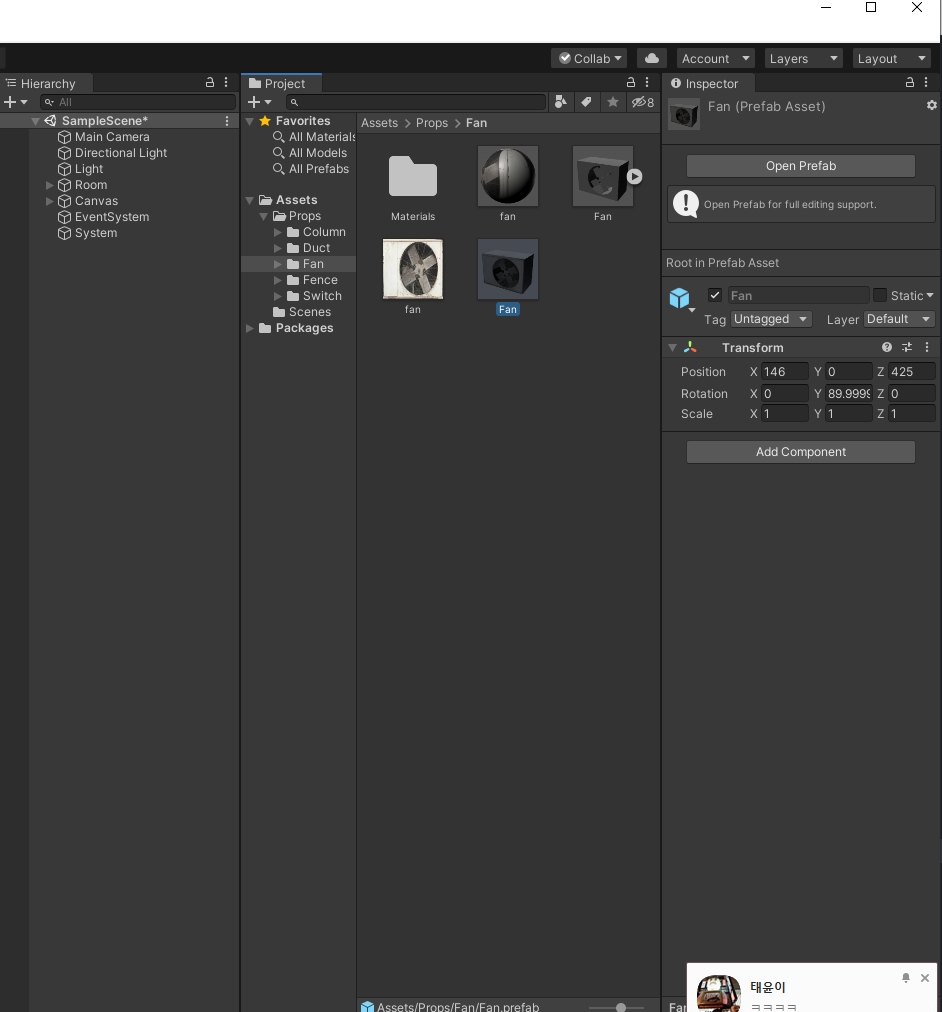 Collab
Account
Layers
Layout
Hierarchy
All
SampleScene*
Main Camera
Directional Light
Light
Room
Canvas
EventSystem
System
Project
8
Favorites
All Materials
All Models
All Prefabs
Assets
Props
Column
Duct
Fan
Fence
Switch
Scenes
Packages
Assets > Props > Fan
Materials
fan
Fan
fan
Fan
Assets/Props/Fan/Fan.prefab
Inspector
Fan (Prefab Asset)
Open Prefab
Open Prefab for full editing support.
Root in Prefab Asset
Fan
Static
Tag Untagged Layer Default
Transform
Position X 146 Y 0 Z 425
Rotation X 0 Y 89.9999 Z 0
Scale X 1 Y 1 Z 1
Add Component
Fan
태윤이
ㅋㅋㅋㅋ